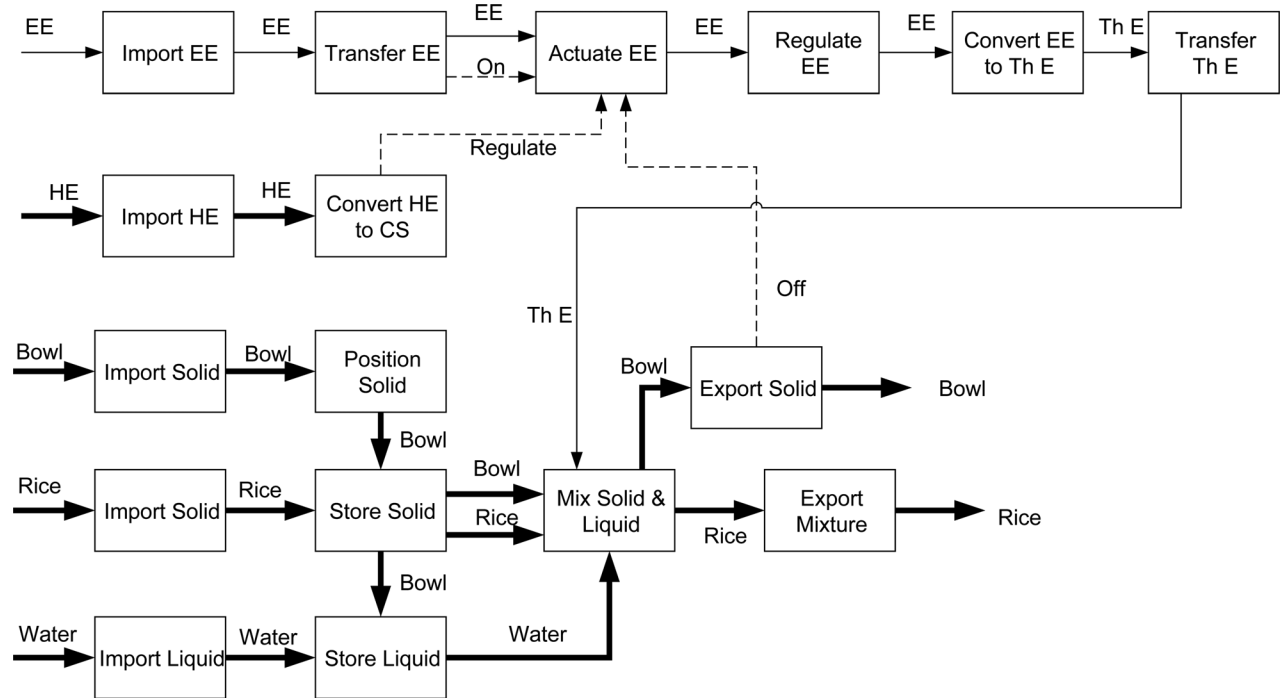 EE
Import EE
EE
Transfer EE
EE
On
Actuate EE
EE
Regulate
EE
EE
Convert EE
to Th E
Th E
Transfer
Th E
Regulate
HE
Import HE
HE
Convert HE
to CS
Th E
Off
Bowl
Import Solid
Bowl
Position
Solid
Bowl
Bowl
Export Solid
Bowl
Rice
Import Solid
Rice
Store Solid
Bowl
Rice
Mix Solid &
Liquid
Rice
Export
Mixture
Rice
Bowl
Water
Import Liquid
Water
Store Liquid
Water